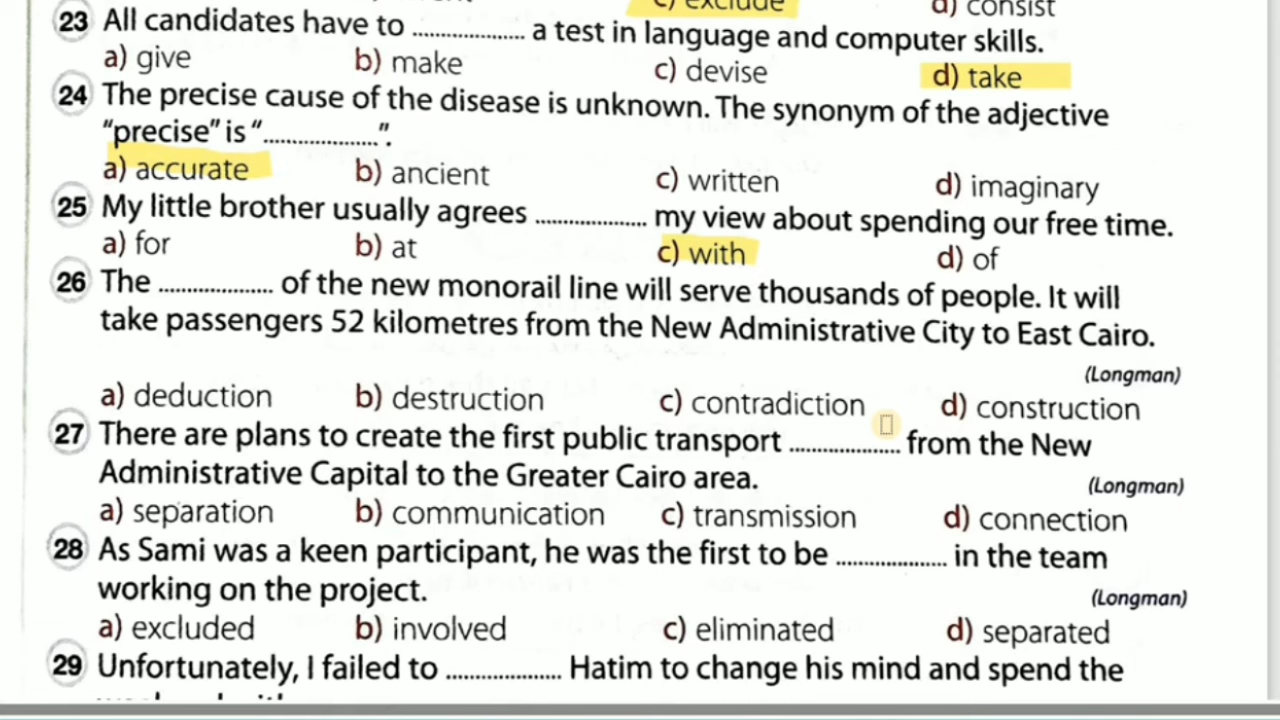 c) exclude d) consist
23 All candidates have to .................. a test in language and computer skills.
a) give b) make c) devise d) take
24 The precise cause of the disease is unknown. The synonym of the adjective
"precise" is "..................".
a) accurate b) ancient c) written d) imaginary
25 My little brother usually agrees .................. my view about spending our free time.
a) for b) at c) with d) of
26 The .................. of the new monorail line will serve thousands of people. It will
take passengers 52 kilometres from the New Administrative City to East Cairo.
(Longman)
a) deduction b) destruction c) contradiction d) construction
27 There are plans to create the first public transport .................. from the New
Administrative Capital to the Greater Cairo area.
(Longman)
a) separation b) communication c) transmission d) connection
28 As Sami was a keen participant, he was the first to be .................. in the team
working on the project.
(Longman)
a) excluded b) involved c) eliminated d) separated
29 Unfortunately, I failed to .................. Hatim to change his mind and spend the